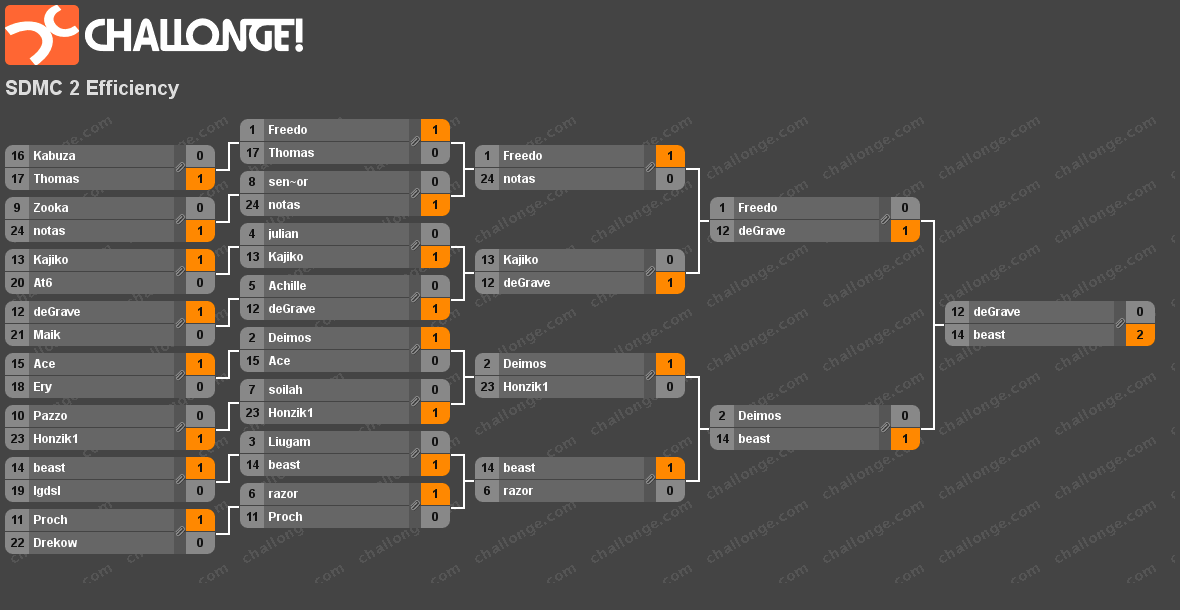 CHALLONGE!
SDMC 2 Efficiency
16 Kabuza 0
17 Thomas 1
9 Zooka 0
24 notas 1
13 Kajiko 1
20 At6 0
12 deGrave 1
21 Maik 0
15 Ace 1
18 Ery 0
10 Pazzo 0
23 Honzik1 1
14 beast 1
19 lgdsl 0
11 Proch 1
22 Drekow 0
1 Freedo 1
17 Thomas 0
8 sen~or 0
24 notas 1
4 julian 0
13 Kajiko 1
5 Achille 0
12 deGrave 1
2 Deimos 1
15 Ace 0
7 soilah 0
23 Honzik1 1
3 Liugam 0
14 beast 1
6 razor 1
11 Proch 0
1 Freedo 1
24 notas 0
13 Kajiko 0
12 deGrave 1
2 Deimos 1
23 Honzik1 0
14 beast 1
6 razor 0
1 Freedo 0
12 deGrave 1
2 Deimos 0
14 beast 1
12 deGrave 0
14 beast 2
challonge.com